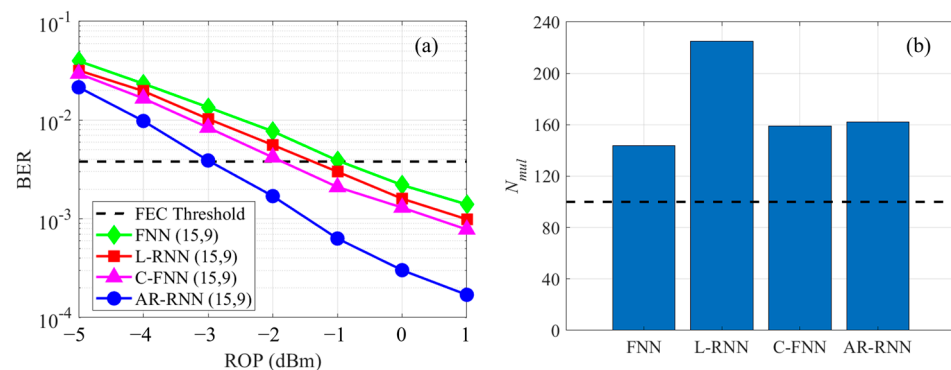 (a)
10^-1
10^-2
10^-3
10^-4
BER
FEC Threshold
FNN (15,9)
L-RNN (15,9)
C-FNN (15,9)
AR-RNN (15,9)
−5 −4 −3 −2 −1 0 1
ROP (dBm)
(b)
240
200
160
120
80
40
0
N_mul
FNN L-RNN C-FNN AR-RNN